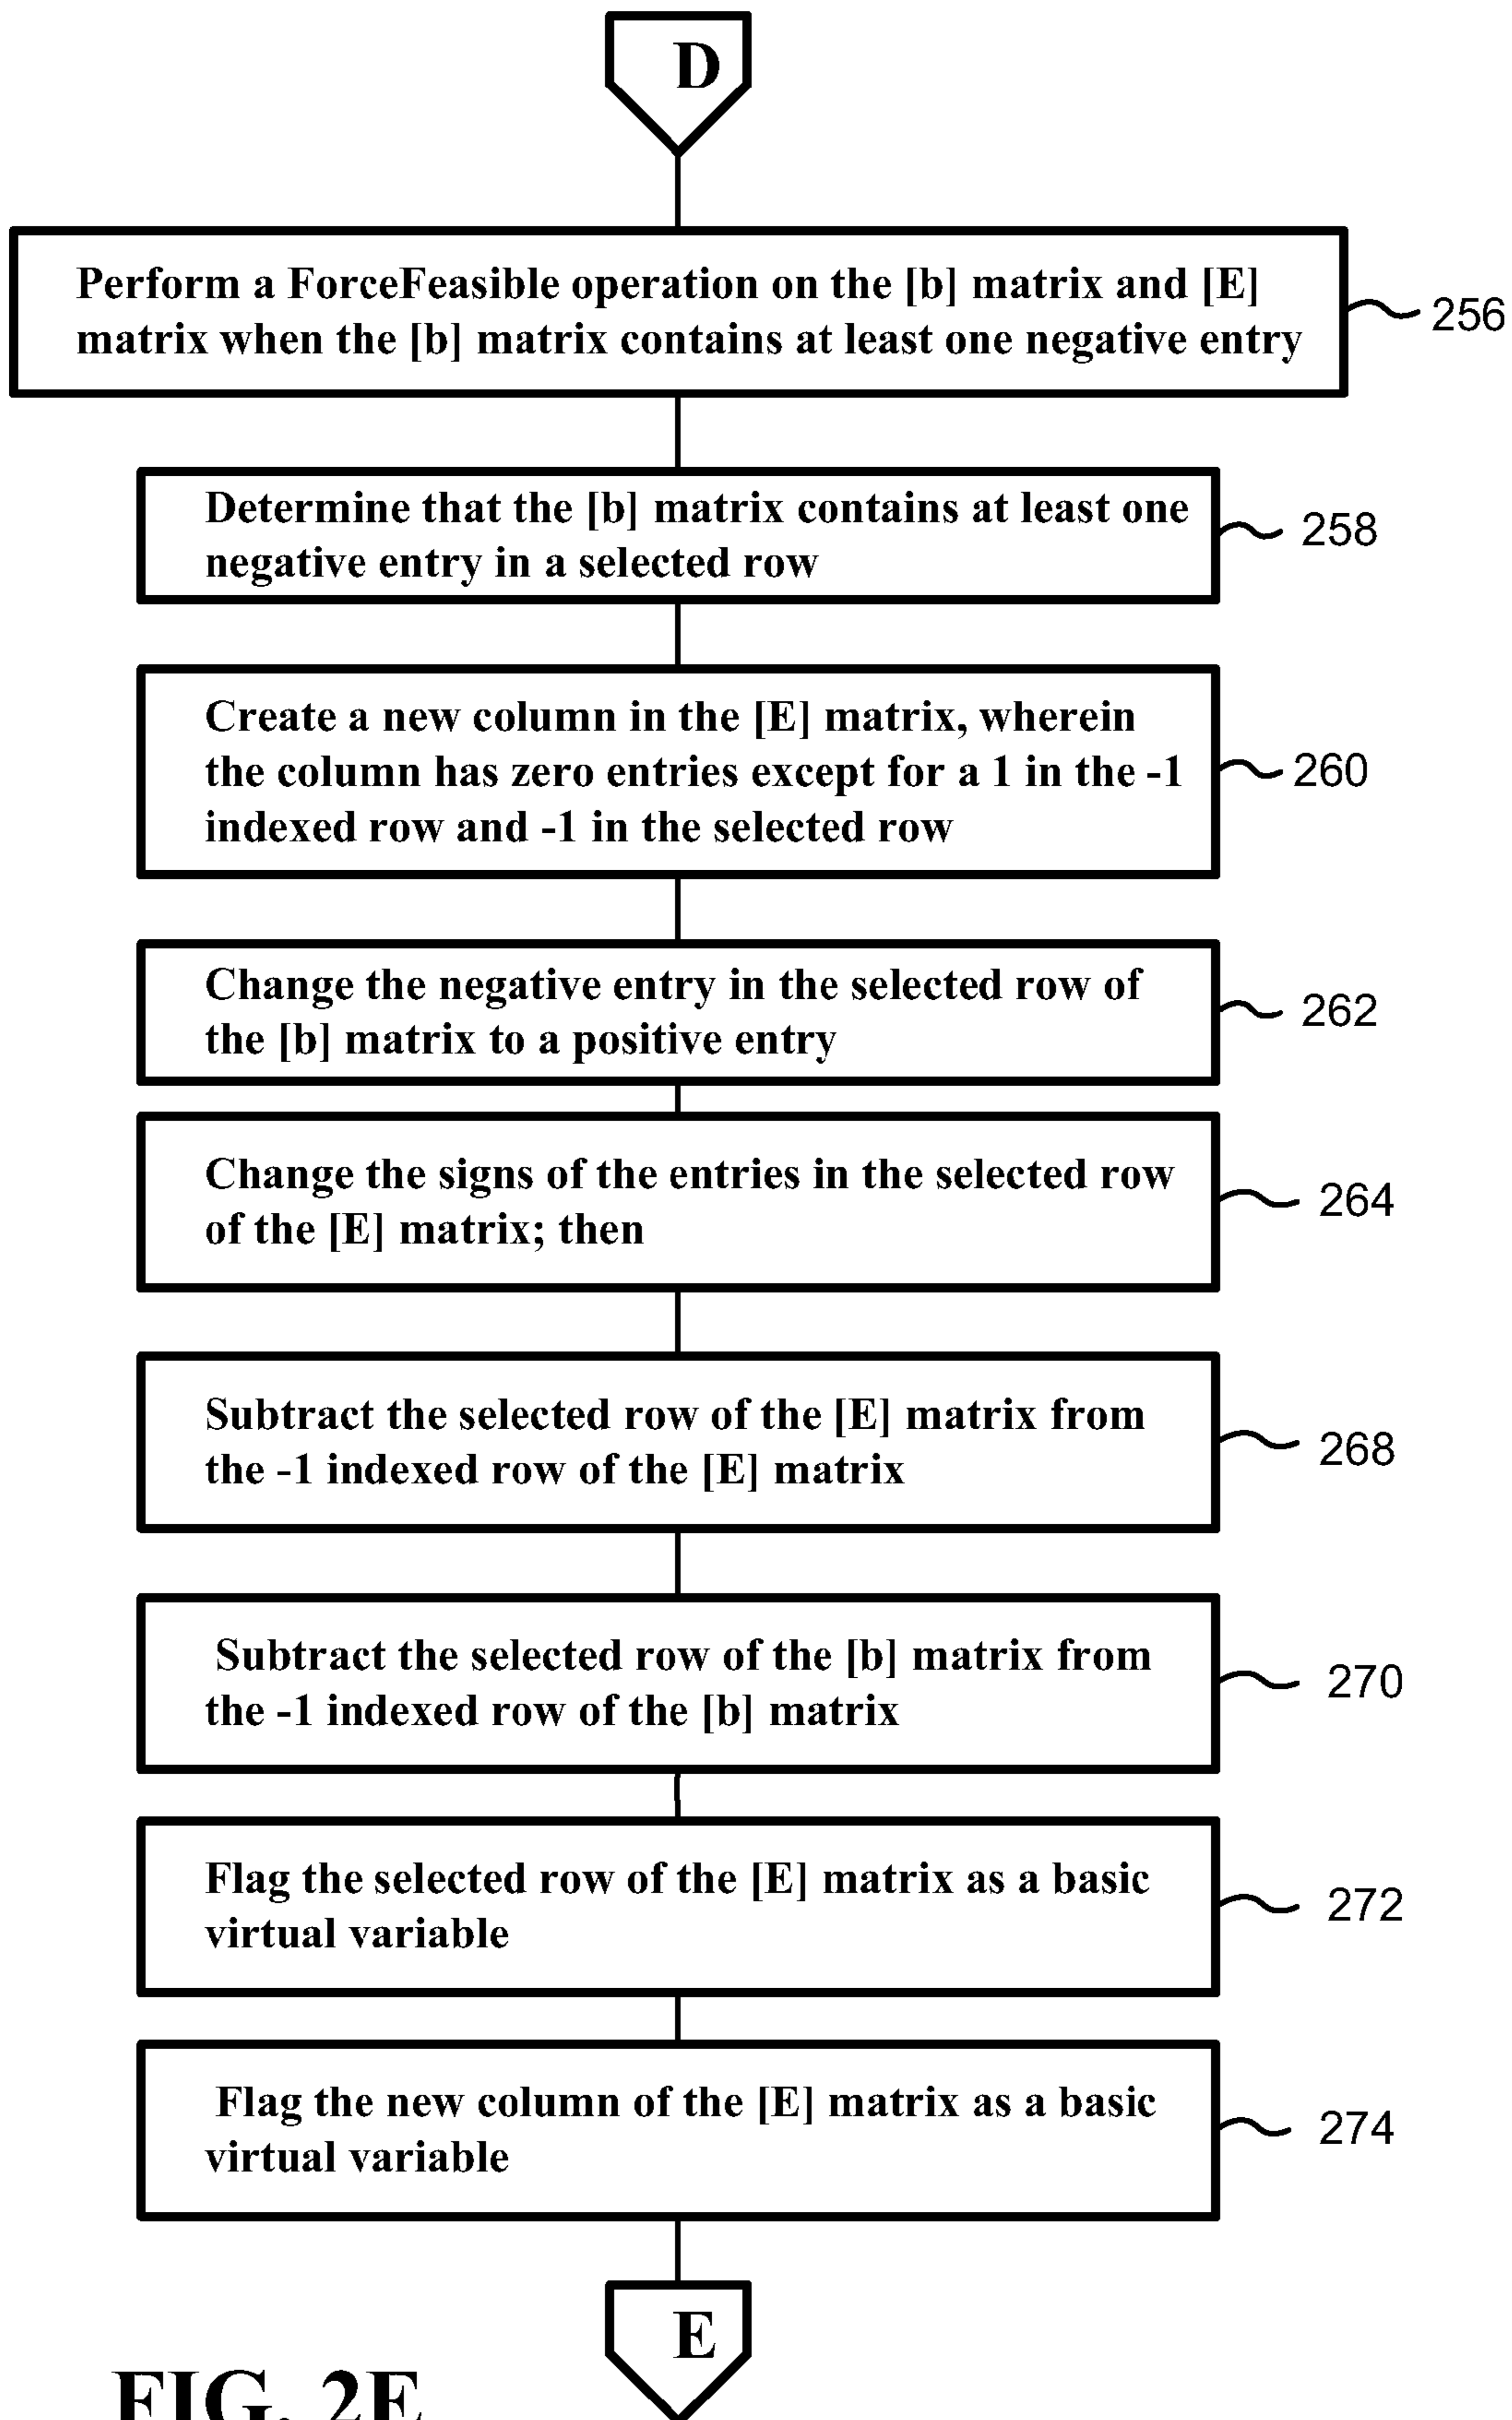 D
Perform a ForceFeasible operation on the [b] matrix and [E]
matrix when the [b] matrix contains at least one negative entry
256
Determine that the [b] matrix contains at least one
negative entry in a selected row
258
Create a new column in the [E] matrix, wherein
the column has zero entries except for a 1 in the -1
indexed row and -1 in the selected row
260
Change the negative entry in the selected row of
the [b] matrix to a positive entry
262
Change the signs of the entries in the selected row
of the [E] matrix; then
264
Subtract the selected row of the [E] matrix from
the -1 indexed row of the [E] matrix
268
Subtract the selected row of the [b] matrix from
the -1 indexed row of the [b] matrix
270
Flag the selected row of the [E] matrix as a basic
virtual variable
272
Flag the new column of the [E] matrix as a basic
virtual variable
274
E
FIG. 2E